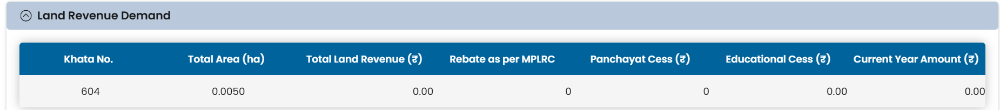 Land Revenue Demand
Khata No. Total Area (ha) Total Land Revenue (₹) Rebate as per MPLRC Panchayat Cess (₹) Educational Cess (₹) Current Year Amount (₹)
604 0.0050 0.00 0 0 0.00 0.00